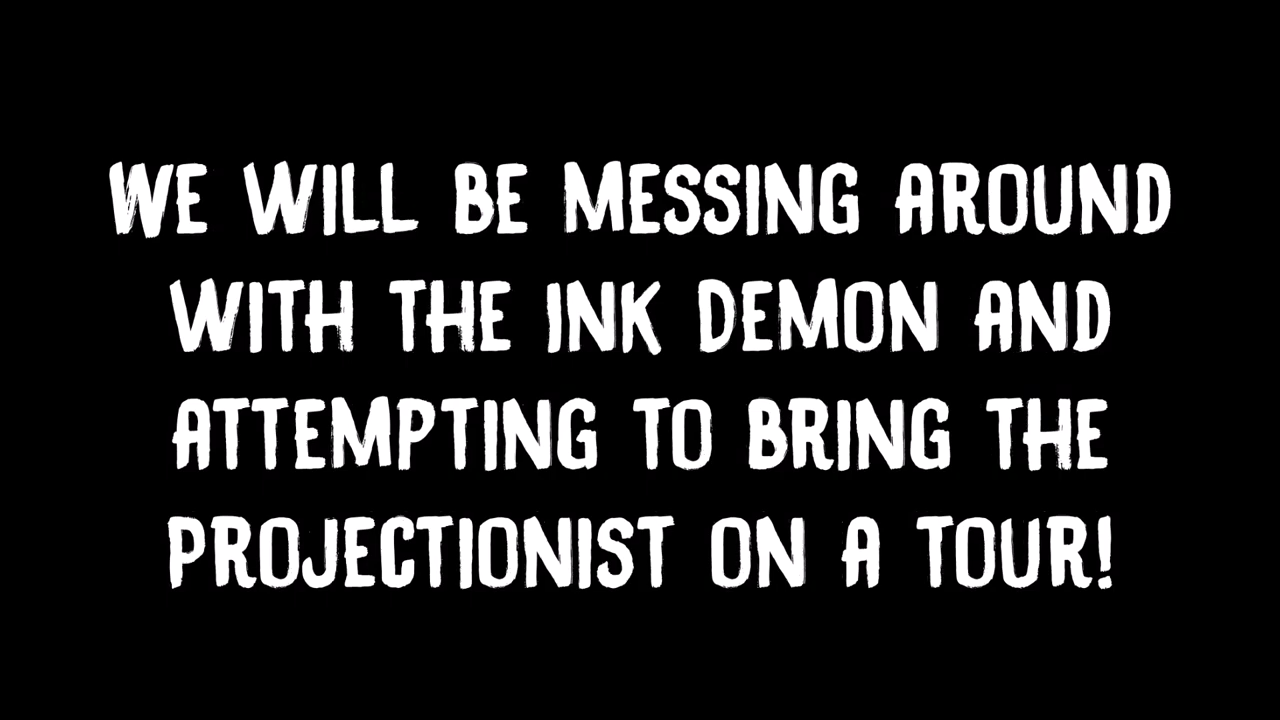 WE WILL BE MESSING AROUND
WITH THE INK DEMON AND
ATTEMPTING TO BRING THE
PROJECTIONIST ON A TOUR!